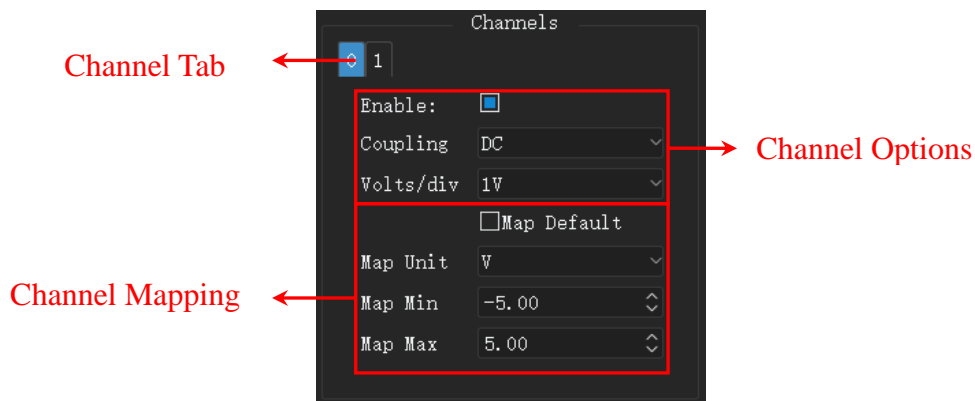 Channels
Channel Tab
0 1
Enable:
Coupling DC
Channel Options
Volts/div 1V
Map Default
Map Unit V
Channel Mapping
Map Min -5.00
Map Max 5.00